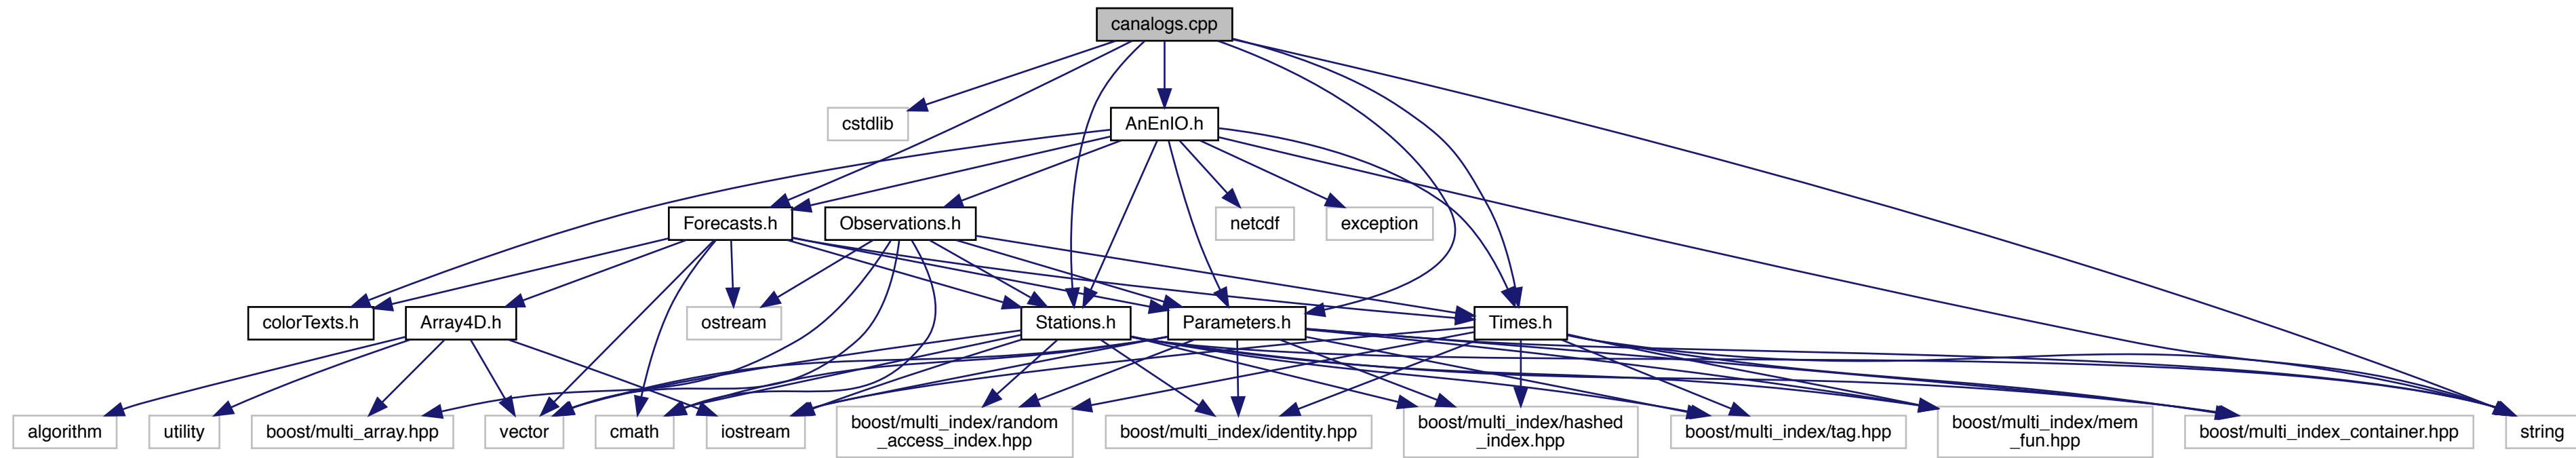 canalogs.cpp
cstdlib
AnEnIO.h
Forecasts.h
Observations.h
netcdf
exception
colorTexts.h
Array4D.h
ostream
Stations.h
Parameters.h
Times.h
algorithm
utility
boost/multi_array.hpp
vector
cmath
iostream
boost/multi_index/random
_access_index.hpp
boost/multi_index/identity.hpp
boost/multi_index/hashed
_index.hpp
boost/multi_index/tag.hpp
boost/multi_index/mem
_fun.hpp
boost/multi_index_container.hpp
string